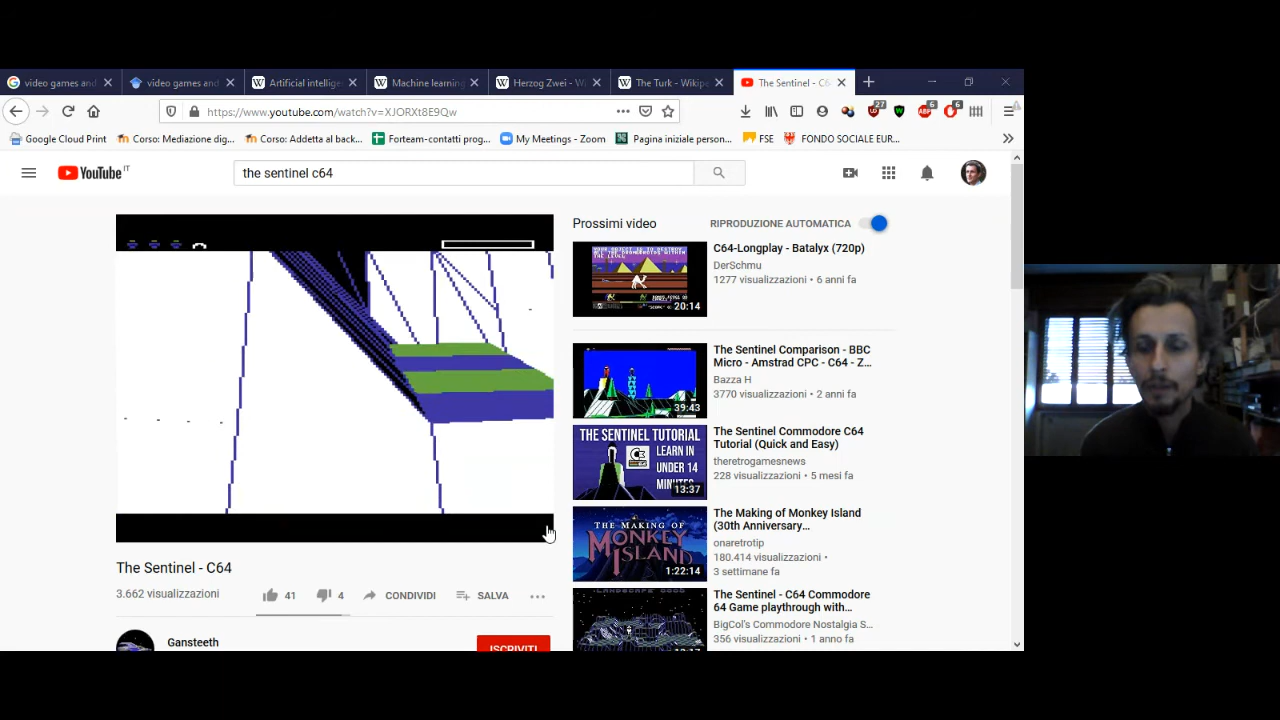 video games and
video games and
Artificial intellige
Machine learning
Herzog Zwei - Wi
The Turk - Wikipe
The Sentinel - C6
https://www.youtube.com/watch?v=XJORXt8E9Qw
27
6
6
Google Cloud Print
Corso: Mediazione dig...
Corso: Addetta al back...
Forteam-contatti prog...
My Meetings - Zoom
Pagina iniziale person...
FSE
FONDO SOCIALE EUR...
YouTube IT
the sentinel c64
Prossimi video
RIPRODUZIONE AUTOMATICA
20:14
C64-Longplay - Batalyx (720p)
DerSchmu
1277 visualizzazioni • 6 anni fa
39:43
The Sentinel Comparison - BBC
Micro - Amstrad CPC - C64 - Z...
Bazza H
3770 visualizzazioni • 2 anni fa
THE SENTINEL TUTORIAL
LEARN IN
UNDER 14
MINUTES
13:37
The Sentinel Commodore C64
Tutorial (Quick and Easy)
theretrogamesnews
228 visualizzazioni • 5 mesi fa
THE MAKING OF
MONKEY
ISLAND
1:22:14
The Making of Monkey Island
(30th Anniversary...
onaretrotip
180.414 visualizzazioni •
3 settimane fa
The Sentinel - C64 Commodore
64 Game playthrough with...
BigCol's Commodore Nostalgia S...
356 visualizzazioni • 1 anno fa
The Sentinel - C64
3.662 visualizzazioni
41
4
CONDIVIDI
SALVA
Gansteeth
ISCRIVITI